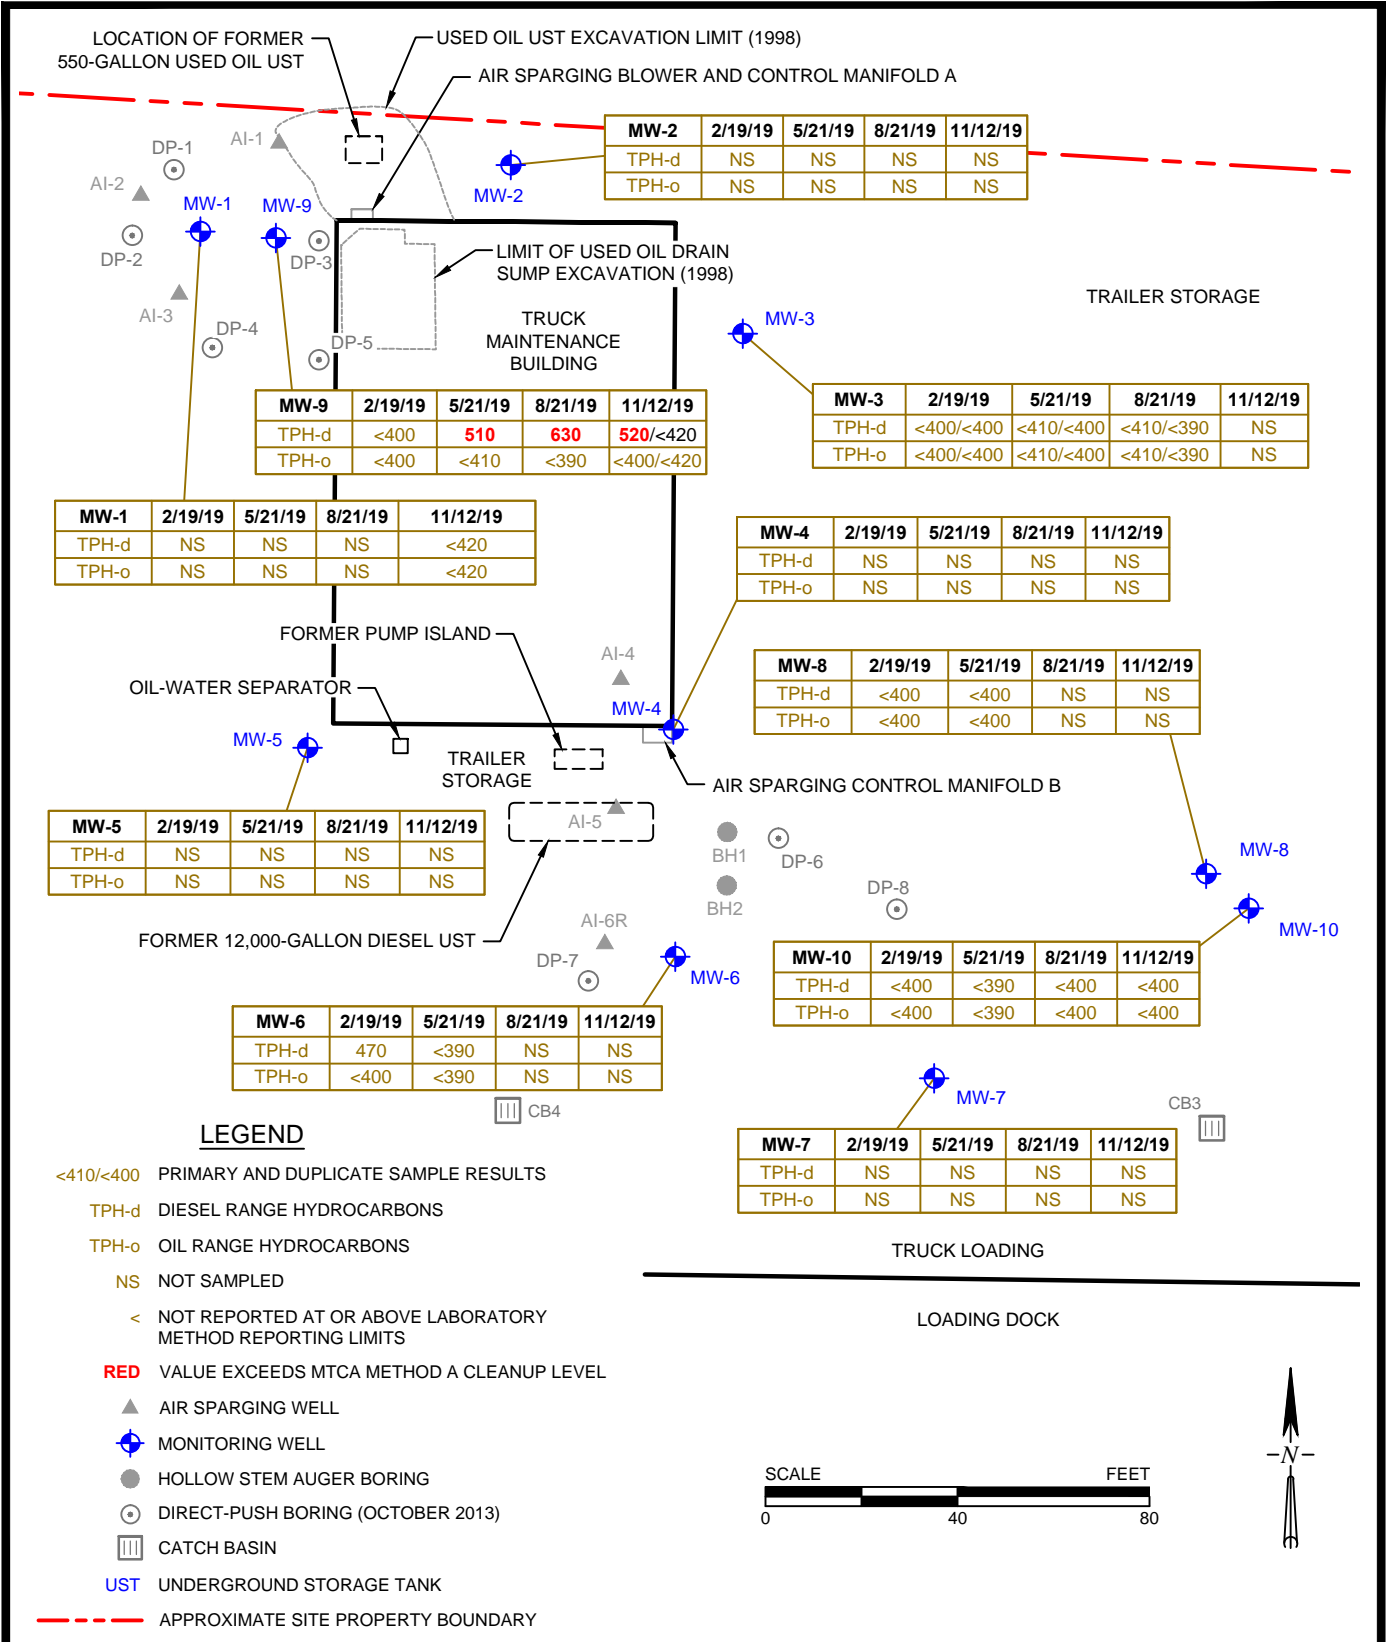 LOCATION OF FORMER
550-GALLON USED OIL UST
USED OIL UST EXCAVATION LIMIT (1998)
AIR SPARGING BLOWER AND CONTROL MANIFOLD A
MW-2 2/19/19 5/21/19 8/21/19 11/12/19
TPH-d NS NS NS NS
TPH-o NS NS NS NS
AI-1
DP-1
AI-2
MW-1
MW-9
MW-2
DP-2
DP-3
LIMIT OF USED OIL DRAIN
SUMP EXCAVATION (1998)
TRAILER STORAGE
AI-3
DP-4
DP-5
TRUCK
MAINTENANCE
BUILDING
MW-3
MW-9 2/19/19 5/21/19 8/21/19 11/12/19
TPH-d <400 510 630 520/<420
TPH-o <400 <410 <390 <400/<420
MW-3 2/19/19 5/21/19 8/21/19 11/12/19
TPH-d <400/<400 <410/<400 <410/<390 NS
TPH-o <400/<400 <410/<400 <410/<390 NS
MW-1 2/19/19 5/21/19 8/21/19 11/12/19
TPH-d NS NS NS <420
TPH-o NS NS NS <420
MW-4 2/19/19 5/21/19 8/21/19 11/12/19
TPH-d NS NS NS NS
TPH-o NS NS NS NS
FORMER PUMP ISLAND
AI-4
OIL-WATER SEPARATOR
MW-4
MW-8 2/19/19 5/21/19 8/21/19 11/12/19
TPH-d <400 <400 NS NS
TPH-o <400 <400 NS NS
MW-5
TRAILER
STORAGE
AIR SPARGING CONTROL MANIFOLD B
MW-5 2/19/19 5/21/19 8/21/19 11/12/19
TPH-d NS NS NS NS
TPH-o NS NS NS NS
AI-5
BH1
DP-6
MW-8
BH2
DP-8
AI-6R
MW-10
FORMER 12,000-GALLON DIESEL UST
DP-7
MW-6
MW-10 2/19/19 5/21/19 8/21/19 11/12/19
TPH-d <400 <390 <400 <400
TPH-o <400 <390 <400 <400
MW-6 2/19/19 5/21/19 8/21/19 11/12/19
TPH-d 470 <390 NS NS
TPH-o <400 <390 NS NS
CB4
MW-7
CB3
MW-7 2/19/19 5/21/19 8/21/19 11/12/19
TPH-d NS NS NS NS
TPH-o NS NS NS NS
TRUCK LOADING
LOADING DOCK
LEGEND
<410/<400 PRIMARY AND DUPLICATE SAMPLE RESULTS
TPH-d DIESEL RANGE HYDROCARBONS
TPH-o OIL RANGE HYDROCARBONS
NS NOT SAMPLED
< NOT REPORTED AT OR ABOVE LABORATORY
METHOD REPORTING LIMITS
RED VALUE EXCEEDS MTCA METHOD A CLEANUP LEVEL
AIR SPARGING WELL
MONITORING WELL
HOLLOW STEM AUGER BORING
DIRECT-PUSH BORING (OCTOBER 2013)
CATCH BASIN
UST UNDERGROUND STORAGE TANK
APPROXIMATE SITE PROPERTY BOUNDARY
SCALE FEET
0 40 80
N